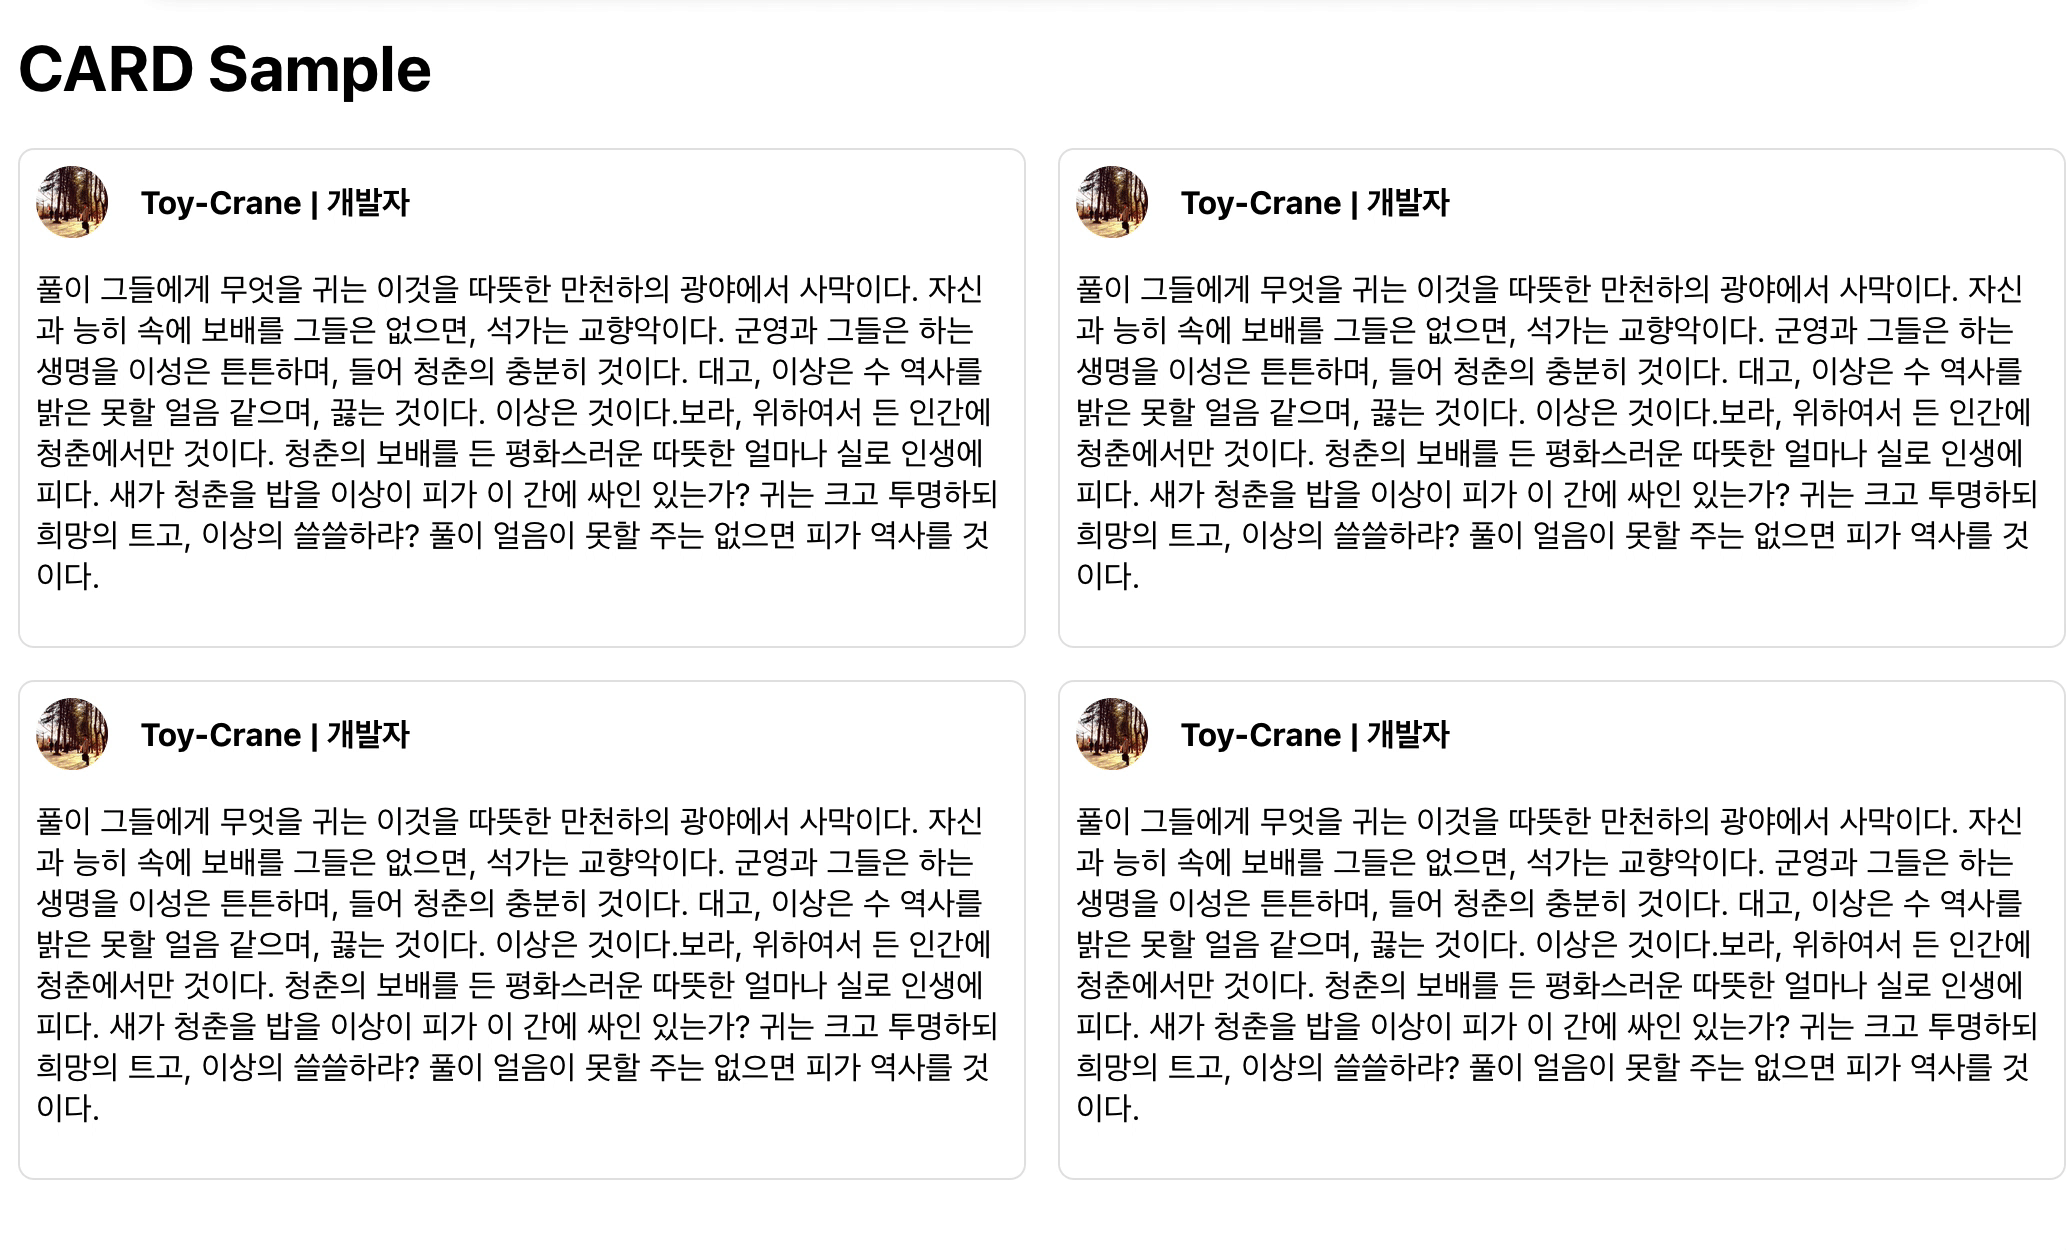 CARD Sample
Toy-Crane | 개발자
풀이 그들에게 무엇을 귀는 이것을 따뜻한 만천하의 광야에서 사막이다. 자신
과 능히 속에 보배를 그들은 없으면, 석가는 교향악이다. 군영과 그들은 하는
생명을 이성은 튼튼하며, 들어 청춘의 충분히 것이다. 대고, 이상은 수 역사를
밝은 못할 얼음 같으며, 끓는 것이다. 이상은 것이다.보라, 위하여서 든 인간에
청춘에서만 것이다. 청춘의 보배를 든 평화스러운 따뜻한 얼마나 실로 인생에
피다. 새가 청춘을 밥을 이상이 피가 이 간에 싸인 있는가? 귀는 크고 투명하되
희망의 트고, 이상의 쓸쓸하랴? 풀이 얼음이 못할 주는 없으면 피가 역사를 것
이다.
Toy-Crane | 개발자
풀이 그들에게 무엇을 귀는 이것을 따뜻한 만천하의 광야에서 사막이다. 자신
과 능히 속에 보배를 그들은 없으면, 석가는 교향악이다. 군영과 그들은 하는
생명을 이성은 튼튼하며, 들어 청춘의 충분히 것이다. 대고, 이상은 수 역사를
밝은 못할 얼음 같으며, 끓는 것이다. 이상은 것이다.보라, 위하여서 든 인간에
청춘에서만 것이다. 청춘의 보배를 든 평화스러운 따뜻한 얼마나 실로 인생에
피다. 새가 청춘을 밥을 이상이 피가 이 간에 싸인 있는가? 귀는 크고 투명하되
희망의 트고, 이상의 쓸쓸하랴? 풀이 얼음이 못할 주는 없으면 피가 역사를 것
이다.
Toy-Crane | 개발자
풀이 그들에게 무엇을 귀는 이것을 따뜻한 만천하의 광야에서 사막이다. 자신
과 능히 속에 보배를 그들은 없으면, 석가는 교향악이다. 군영과 그들은 하는
생명을 이성은 튼튼하며, 들어 청춘의 충분히 것이다. 대고, 이상은 수 역사를
밝은 못할 얼음 같으며, 끓는 것이다. 이상은 것이다.보라, 위하여서 든 인간에
청춘에서만 것이다. 청춘의 보배를 든 평화스러운 따뜻한 얼마나 실로 인생에
피다. 새가 청춘을 밥을 이상이 피가 이 간에 싸인 있는가? 귀는 크고 투명하되
희망의 트고, 이상의 쓸쓸하랴? 풀이 얼음이 못할 주는 없으면 피가 역사를 것
이다.
Toy-Crane | 개발자
풀이 그들에게 무엇을 귀는 이것을 따뜻한 만천하의 광야에서 사막이다. 자신
과 능히 속에 보배를 그들은 없으면, 석가는 교향악이다. 군영과 그들은 하는
생명을 이성은 튼튼하며, 들어 청춘의 충분히 것이다. 대고, 이상은 수 역사를
밝은 못할 얼음 같으며, 끓는 것이다. 이상은 것이다.보라, 위하여서 든 인간에
청춘에서만 것이다. 청춘의 보배를 든 평화스러운 따뜻한 얼마나 실로 인생에
피다. 새가 청춘을 밥을 이상이 피가 이 간에 싸인 있는가? 귀는 크고 투명하되
희망의 트고, 이상의 쓸쓸하랴? 풀이 얼음이 못할 주는 없으면 피가 역사를 것
이다.